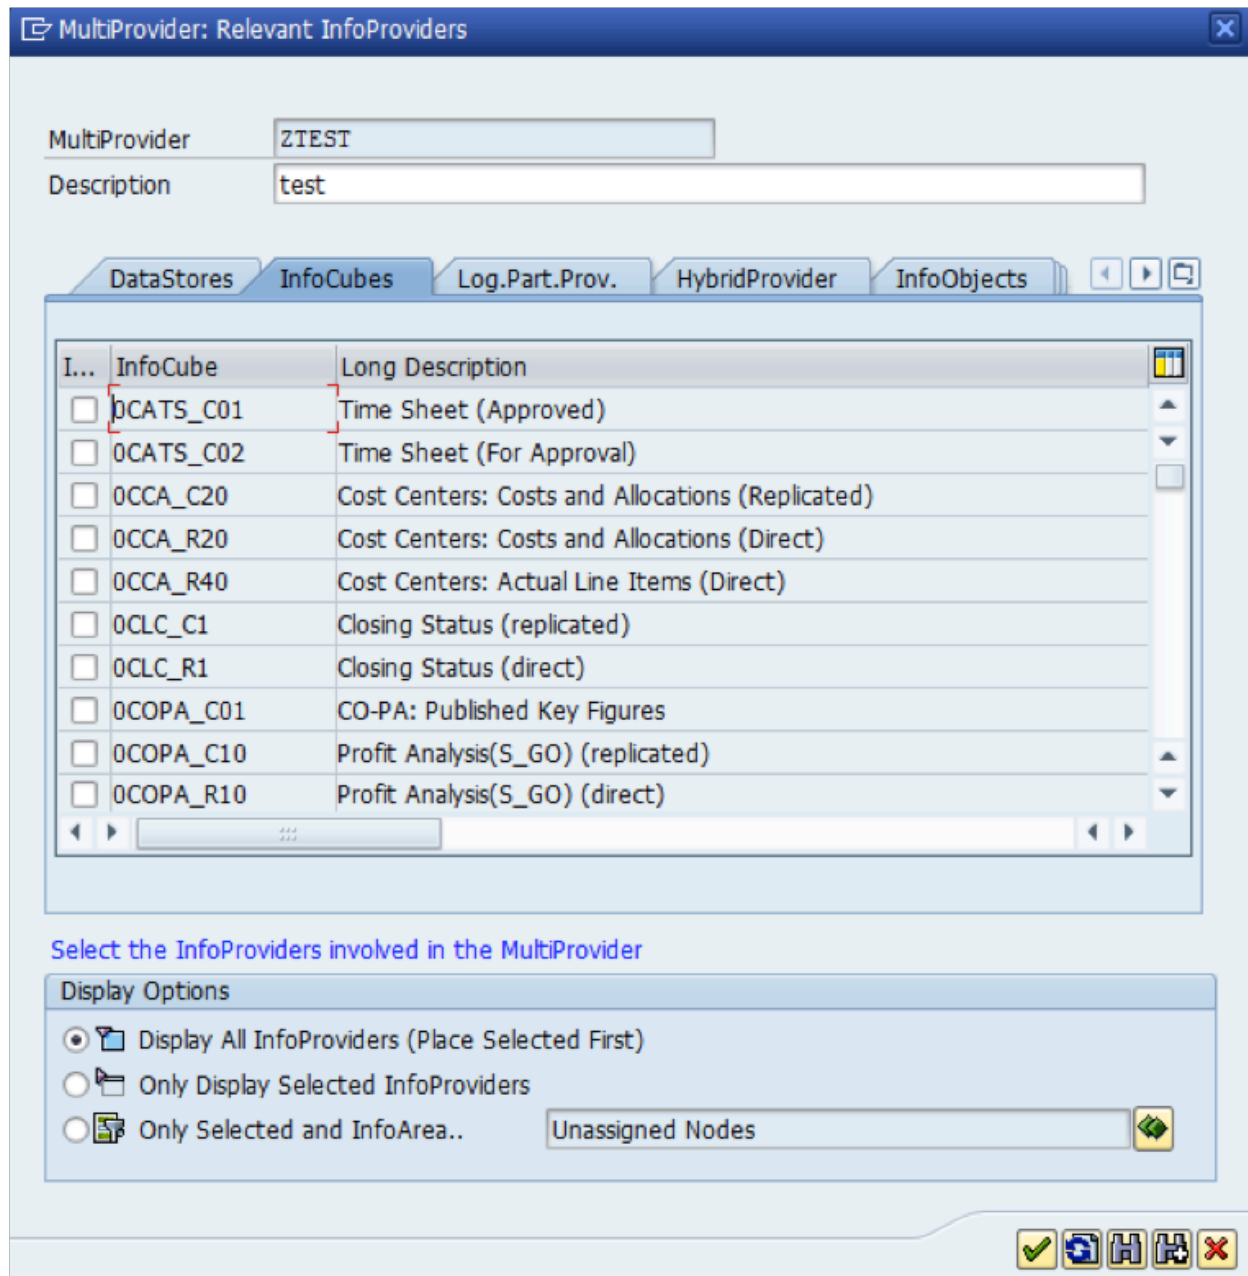 MultiProvider: Relevant InfoProviders
MultiProvider ZTEST
Description test
DataStores InfoCubes Log.Part.Prov. HybridProvider InfoObjects
I... InfoCube Long Description
0CATS_C01 Time Sheet (Approved)
0CATS_C02 Time Sheet (For Approval)
0CCA_C20 Cost Centers: Costs and Allocations (Replicated)
0CCA_R20 Cost Centers: Costs and Allocations (Direct)
0CCA_R40 Cost Centers: Actual Line Items (Direct)
0CLC_C1 Closing Status (replicated)
0CLC_R1 Closing Status (direct)
0COPA_C01 CO-PA: Published Key Figures
0COPA_C10 Profit Analysis(S_GO) (replicated)
0COPA_R10 Profit Analysis(S_GO) (direct)
Select the InfoProviders involved in the MultiProvider
Display Options
Display All InfoProviders (Place Selected First)
Only Display Selected InfoProviders
Only Selected and InfoArea.. Unassigned Nodes